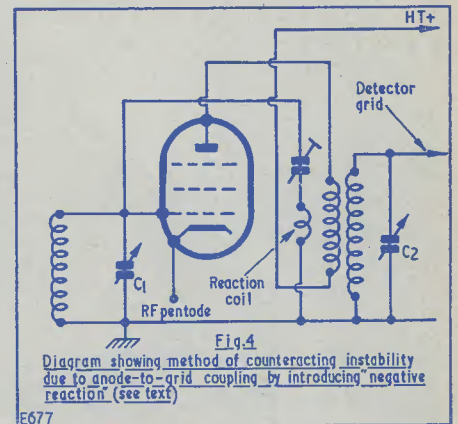 HT+
Detector
grid
C1
RF pentode
Reaction
coil
C2
Fig.4
Diagram showing method of counteracting instability
due to anode-to-grid coupling by introducing "negative
reaction" (see text)
E677